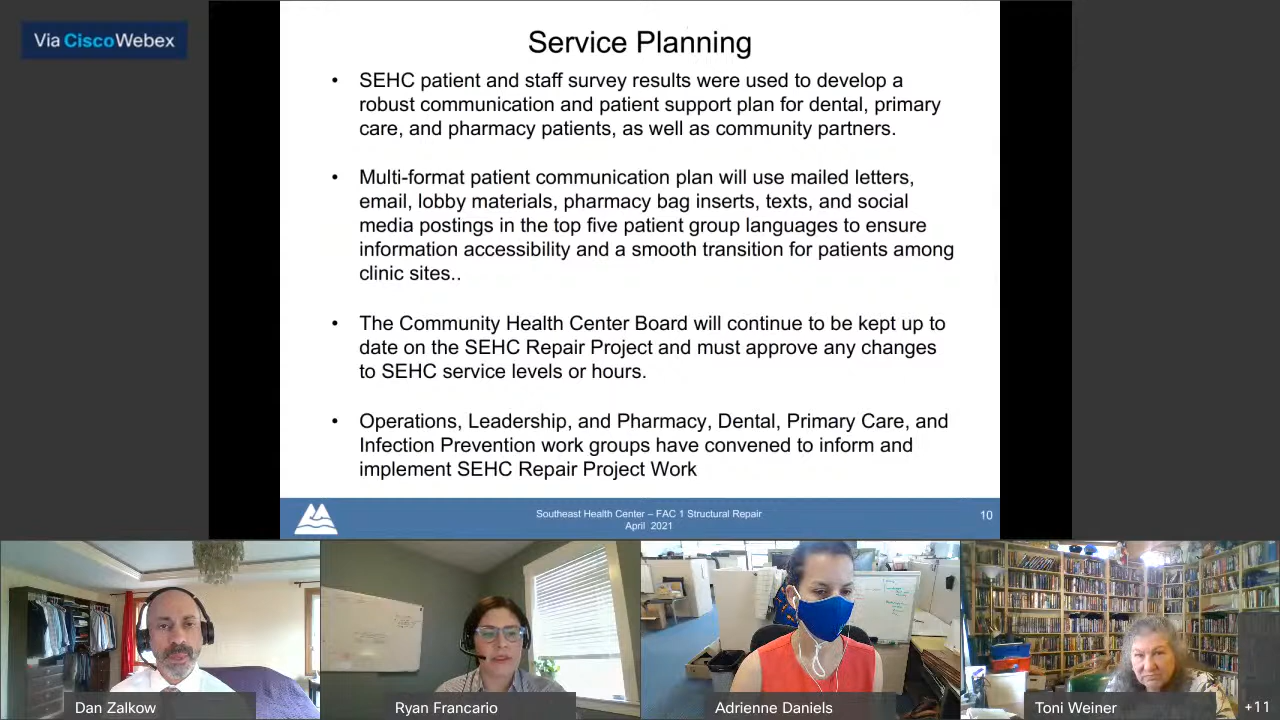 Via CiscoWebex
Service Planning
• SEHC patient and staff survey results were used to develop a
robust communication and patient support plan for dental, primary
care, and pharmacy patients, as well as community partners.
• Multi-format patient communication plan will use mailed letters,
email, lobby materials, pharmacy bag inserts, texts, and social
media postings in the top five patient group languages to ensure
information accessibility and a smooth transition for patients among
clinic sites..
• The Community Health Center Board will continue to be kept up to
date on the SEHC Repair Project and must approve any changes
to SEHC service levels or hours.
• Operations, Leadership, and Pharmacy, Dental, Primary Care, and
Infection Prevention work groups have convened to inform and
implement SEHC Repair Project Work
Southeast Health Center – FAC 1 Structural Repair
April 2021
10
Dan Zalkow
Ryan Francario
Adrienne Daniels
Toni Weiner
+11